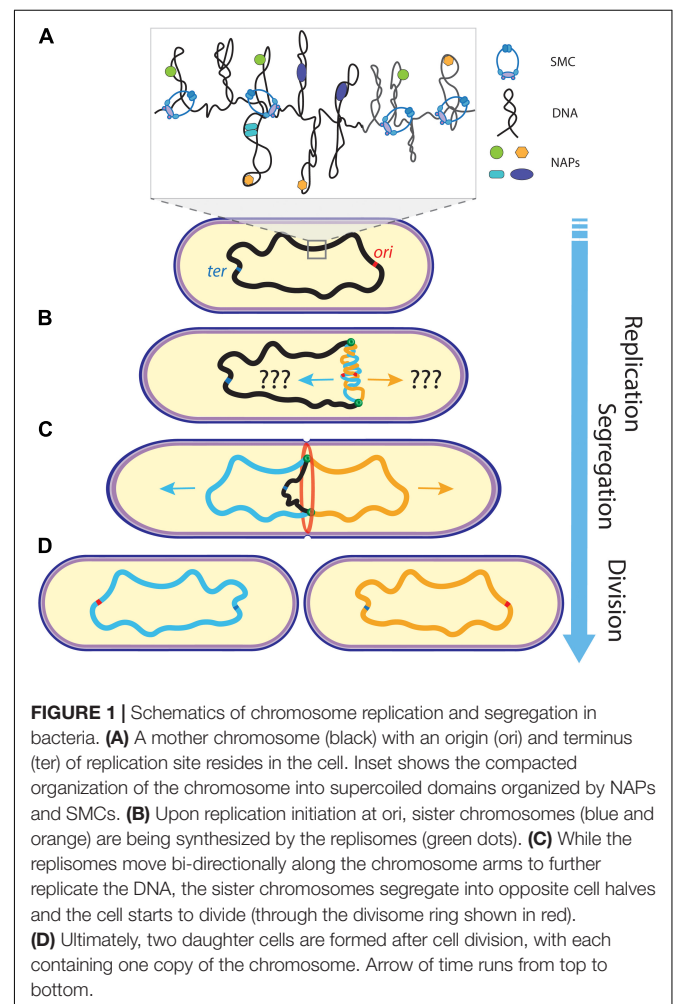 A
SMC
DNA
NAPs
ter
ori
B
??? ???
C
D
Replication
Segregation
Division
FIGURE 1 | Schematics of chromosome replication and segregation in
bacteria. (A) A mother chromosome (black) with an origin (ori) and terminus
(ter) of replication site resides in the cell. Inset shows the compacted
organization of the chromosome into supercoiled domains organized by NAPs
and SMCs. (B) Upon replication initiation at ori, sister chromosomes (blue and
orange) are being synthesized by the replisomes (green dots). (C) While the
replisomes move bi-directionally along the chromosome arms to further
replicate the DNA, the sister chromosomes segregate into opposite cell halves
and the cell starts to divide (through the divisome ring shown in red).
(D) Ultimately, two daughter cells are formed after cell division, with each
containing one copy of the chromosome. Arrow of time runs from top to
bottom.